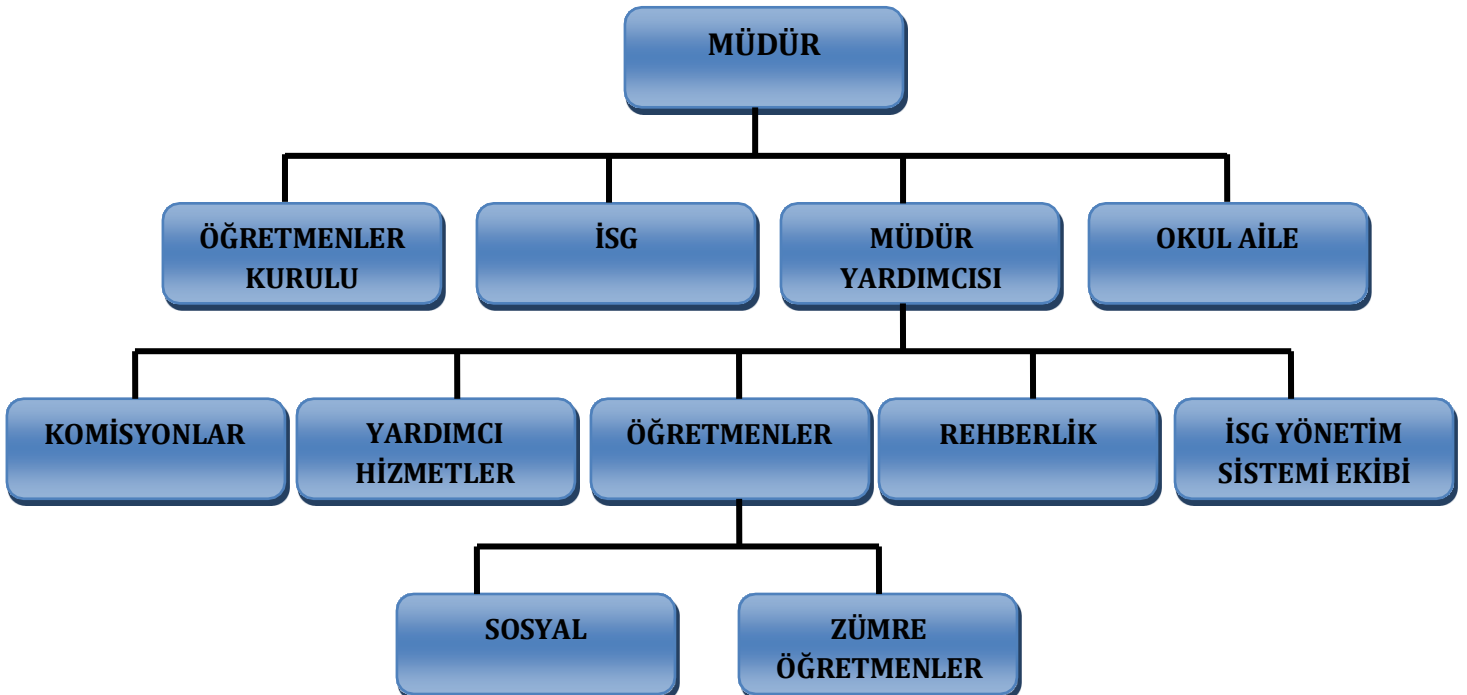 MÜDÜR
ÖĞRETMENLER
KURULU
İSG
MÜDÜR
YARDIMCISI
OKUL AİLE
KOMİSYONLAR
YARDIMCI
HİZMETLER
ÖĞRETMENLER
REHBERLİK
İSG YÖNETİM
SİSTEMİ EKİBİ
SOSYAL
ZÜMRE
ÖĞRETMENLER